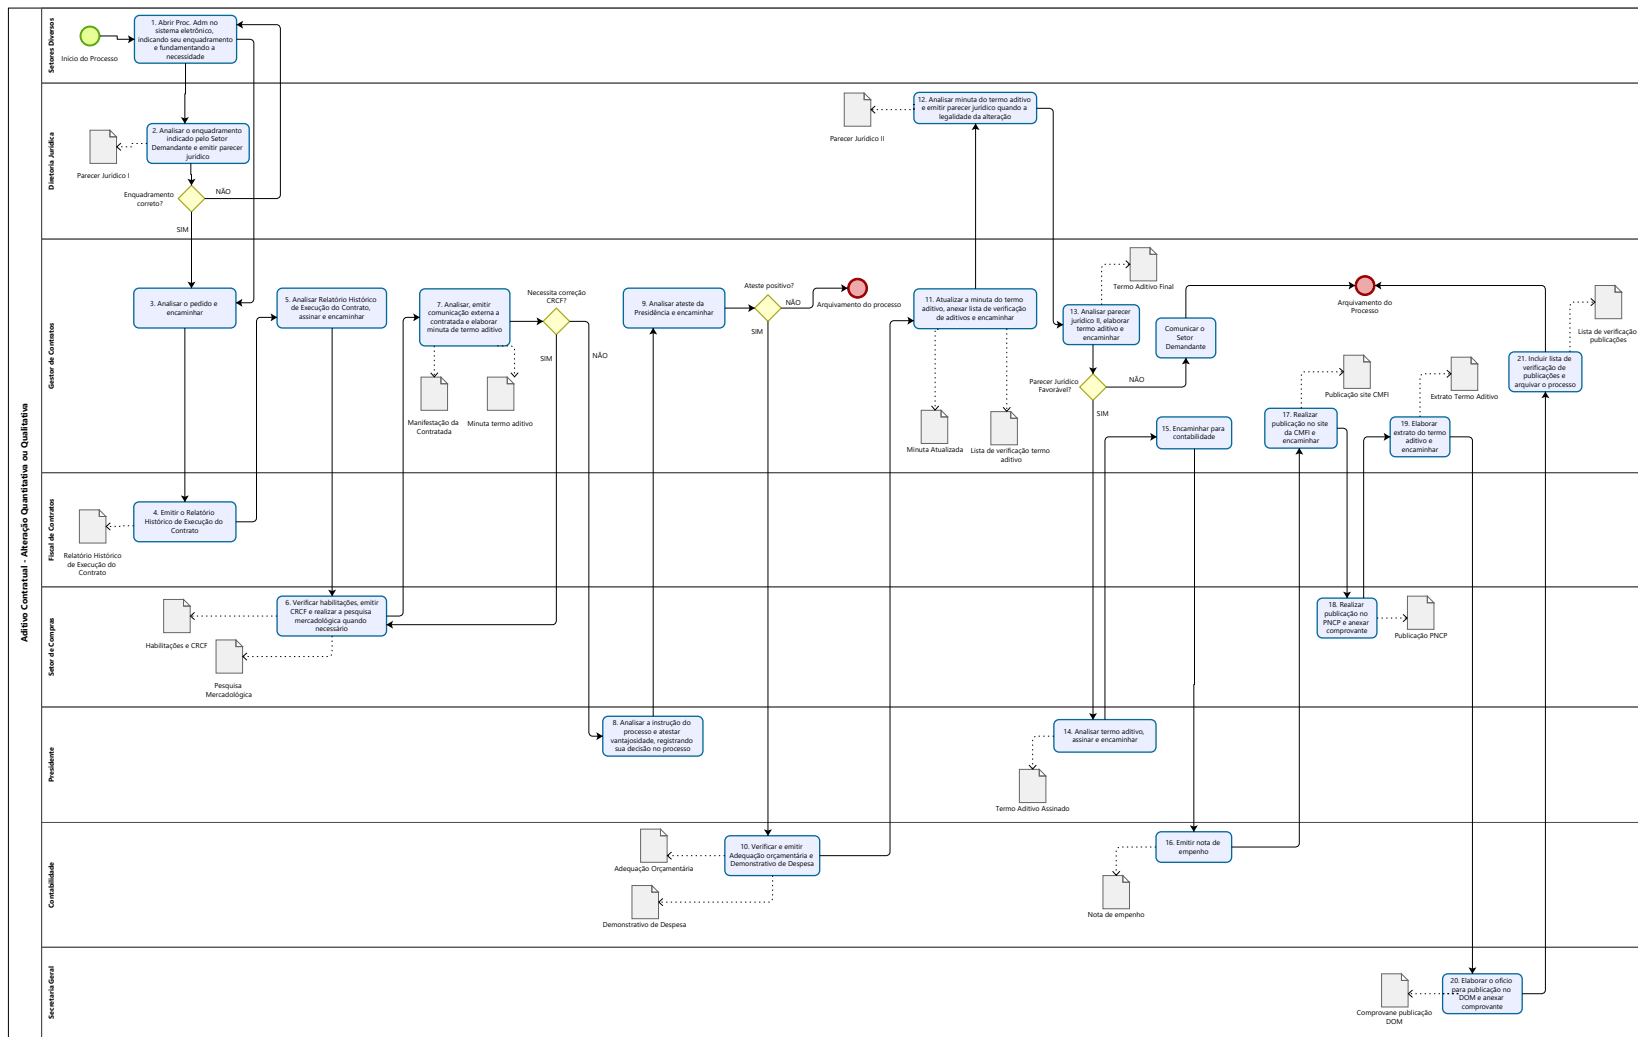 Aditivo Contratual - Alteração Quantitativa ou Qualitativa
Setores Diversos
Início do Processo
1. Abrir Proc. Adm no
sistema eletrônico,
indicando seu enquadramento
e fundamentando a
necessidade
Diretoria Jurídica
Parecer Jurídico I
2. Analisar o enquadramento
indicado pelo Setor
Demandante e emitir parecer
jurídico
Enquadramento
correto?
NÃO
SIM
Parecer Jurídico II
12. Analisar minuta do termo aditivo
e emitir parecer jurídico quando a
legalidade da alteração
Gestor de Contratos
3. Analisar o pedido e
encaminhar
5. Analisar Relatório Histórico
de Execução do Contrato,
assinar e encaminhar
7. Analisar, emitir
comunicação externa a
contratada e elaborar
minuta de termo aditivo
Manifestação da
Contratada
Minuta termo aditivo
Necessita correção
CRCF?
SIM
NÃO
9. Analisar ateste da
Presidência e encaminhar
Ateste positivo?
NÃO
SIM
Arquivamento do processo
11. Atualizar a minuta do termo
aditivo, anexar lista de verificação
de aditivos e encaminhar
Minuta Atualizada
Lista de verificação termo
aditivo
Termo Aditivo Final
13. Analisar parecer
jurídico II, elaborar
termo aditivo e
encaminhar
Parecer Jurídico
Favorável?
NÃO
SIM
Comunicar o
Setor
Demandante
15. Encaminhar para
contabilidade
Arquivamento do
Processo
Publicação site CMFI
17. Realizar
publicação no site
da CMFI e
encaminhar
Extrato Termo Aditivo
19. Elaborar
extrato do termo
aditivo e
encaminhar
Lista de verificação
publicações
21. Incluir lista de
verificação de
publicações e
arquivar o processo
Fiscal de Contratos
Relatório Histórico
de Execução do
Contrato
4. Emitir o Relatório
Histórico de Execução do
Contrato
Setor de Compras
Habilitações e CRCF
Pesquisa
Mercadológica
6. Verificar habilitações, emitir
CRCF e realizar a pesquisa
mercadológica quando
necessário
18. Realizar
publicação no
PNCP e anexar
comprovante
Publicação PNCP
Presidente
8. Analisar a instrução do
processo e atestar
vantajosidade, registrando
sua decisão no processo
14. Analisar termo aditivo,
assinar e encaminhar
Termo Aditivo Assinado
Contabilidade
Adequação Orçamentária
Demonstrativo de Despesa
10. Verificar e emitir
Adequação orçamentária e
Demonstrativo de Despesa
16. Emitir nota de
empenho
Nota de empenho
Secretaria Geral
Comprovane publicação
DOM
20. Elaborar o ofício
para publicação no
DOM e anexar
comprovante